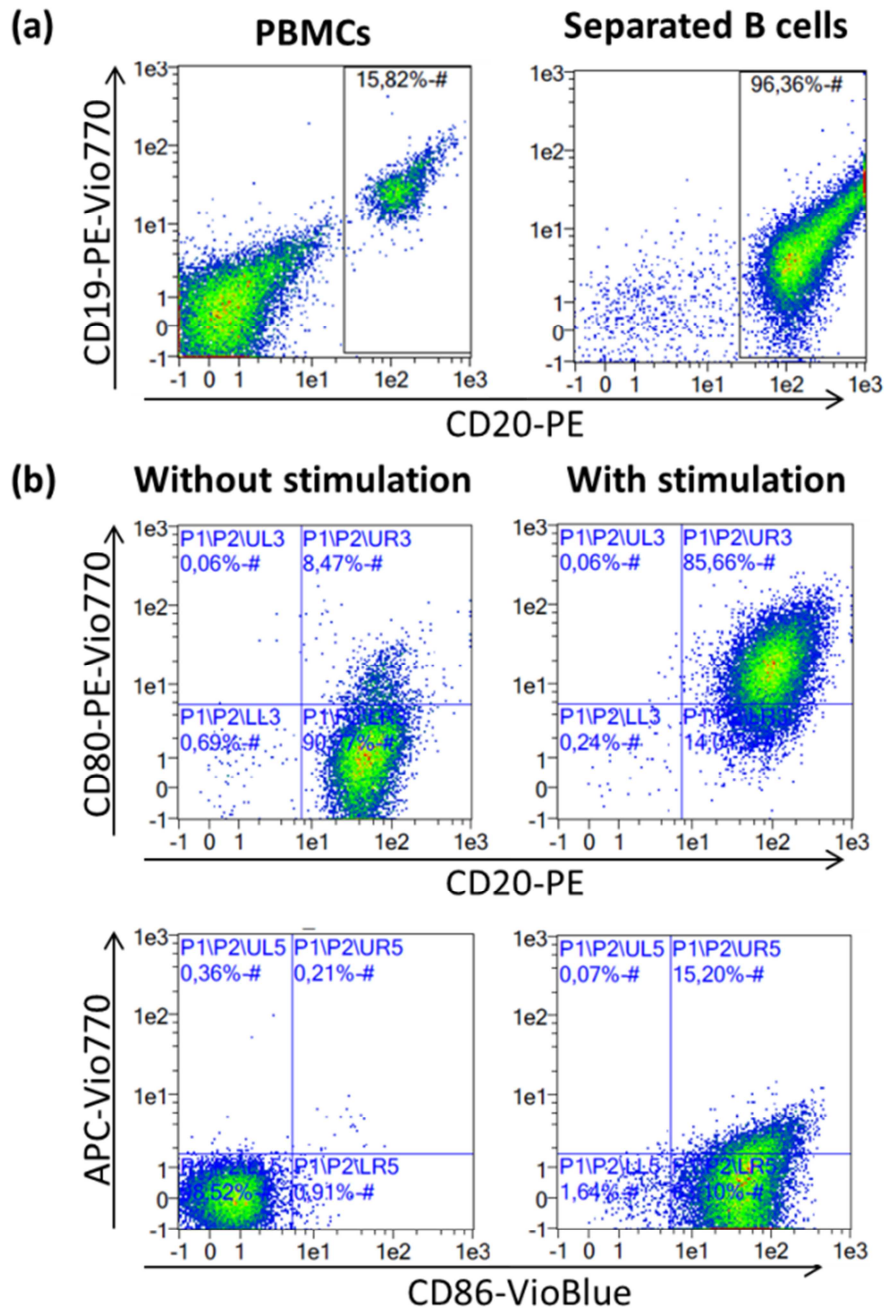 (a)
PBMCs
Separated B cells
CD19-PE-Vio770
1e3
1e2
1e1
1
0
-1
15,82%-#
-1 0 1 1e1 1e2 1e3
1e3
1e2
1e1
1
0
-1
96,36%-#
-1 0 1 1e1 1e2 1e3
CD20-PE
(b)
Without stimulation
With stimulation
CD80-PE-Vio770
1e3
1e2
1e1
1
0
-1
P1\P2\UL3 P1\P2\UR3
0,06%-# 8,47%-#
P1\P2\LL3
0,69%-#
-1 0 1 1e1 1e2 1e3
1e3
1e2
1e1
1
0
-1
P1\P2\UL3 P1\P2\UR3
0,06%-# 85,66%-#
P1\P2\LL3
0,24%-#
-1 0 1 1e1 1e2 1e3
CD20-PE
APC-Vio770
1e3
1e2
1e1
1
0
-1
P1\P2\UL5 P1\P2\UR5
0,36%-# 0,21%-#
P1\P2\LR5
0,91%-#
-1 0 1 1e1 1e2 1e3
1e3
1e2
1e1
1
0
-1
P1\P2\UL5 P1\P2\UR5
0,07%-# 15,20%-#
P1\P2\LL5 P1\P2\LR5
1,64%-#
-1 0 1 1e1 1e2 1e3
CD86-VioBlue